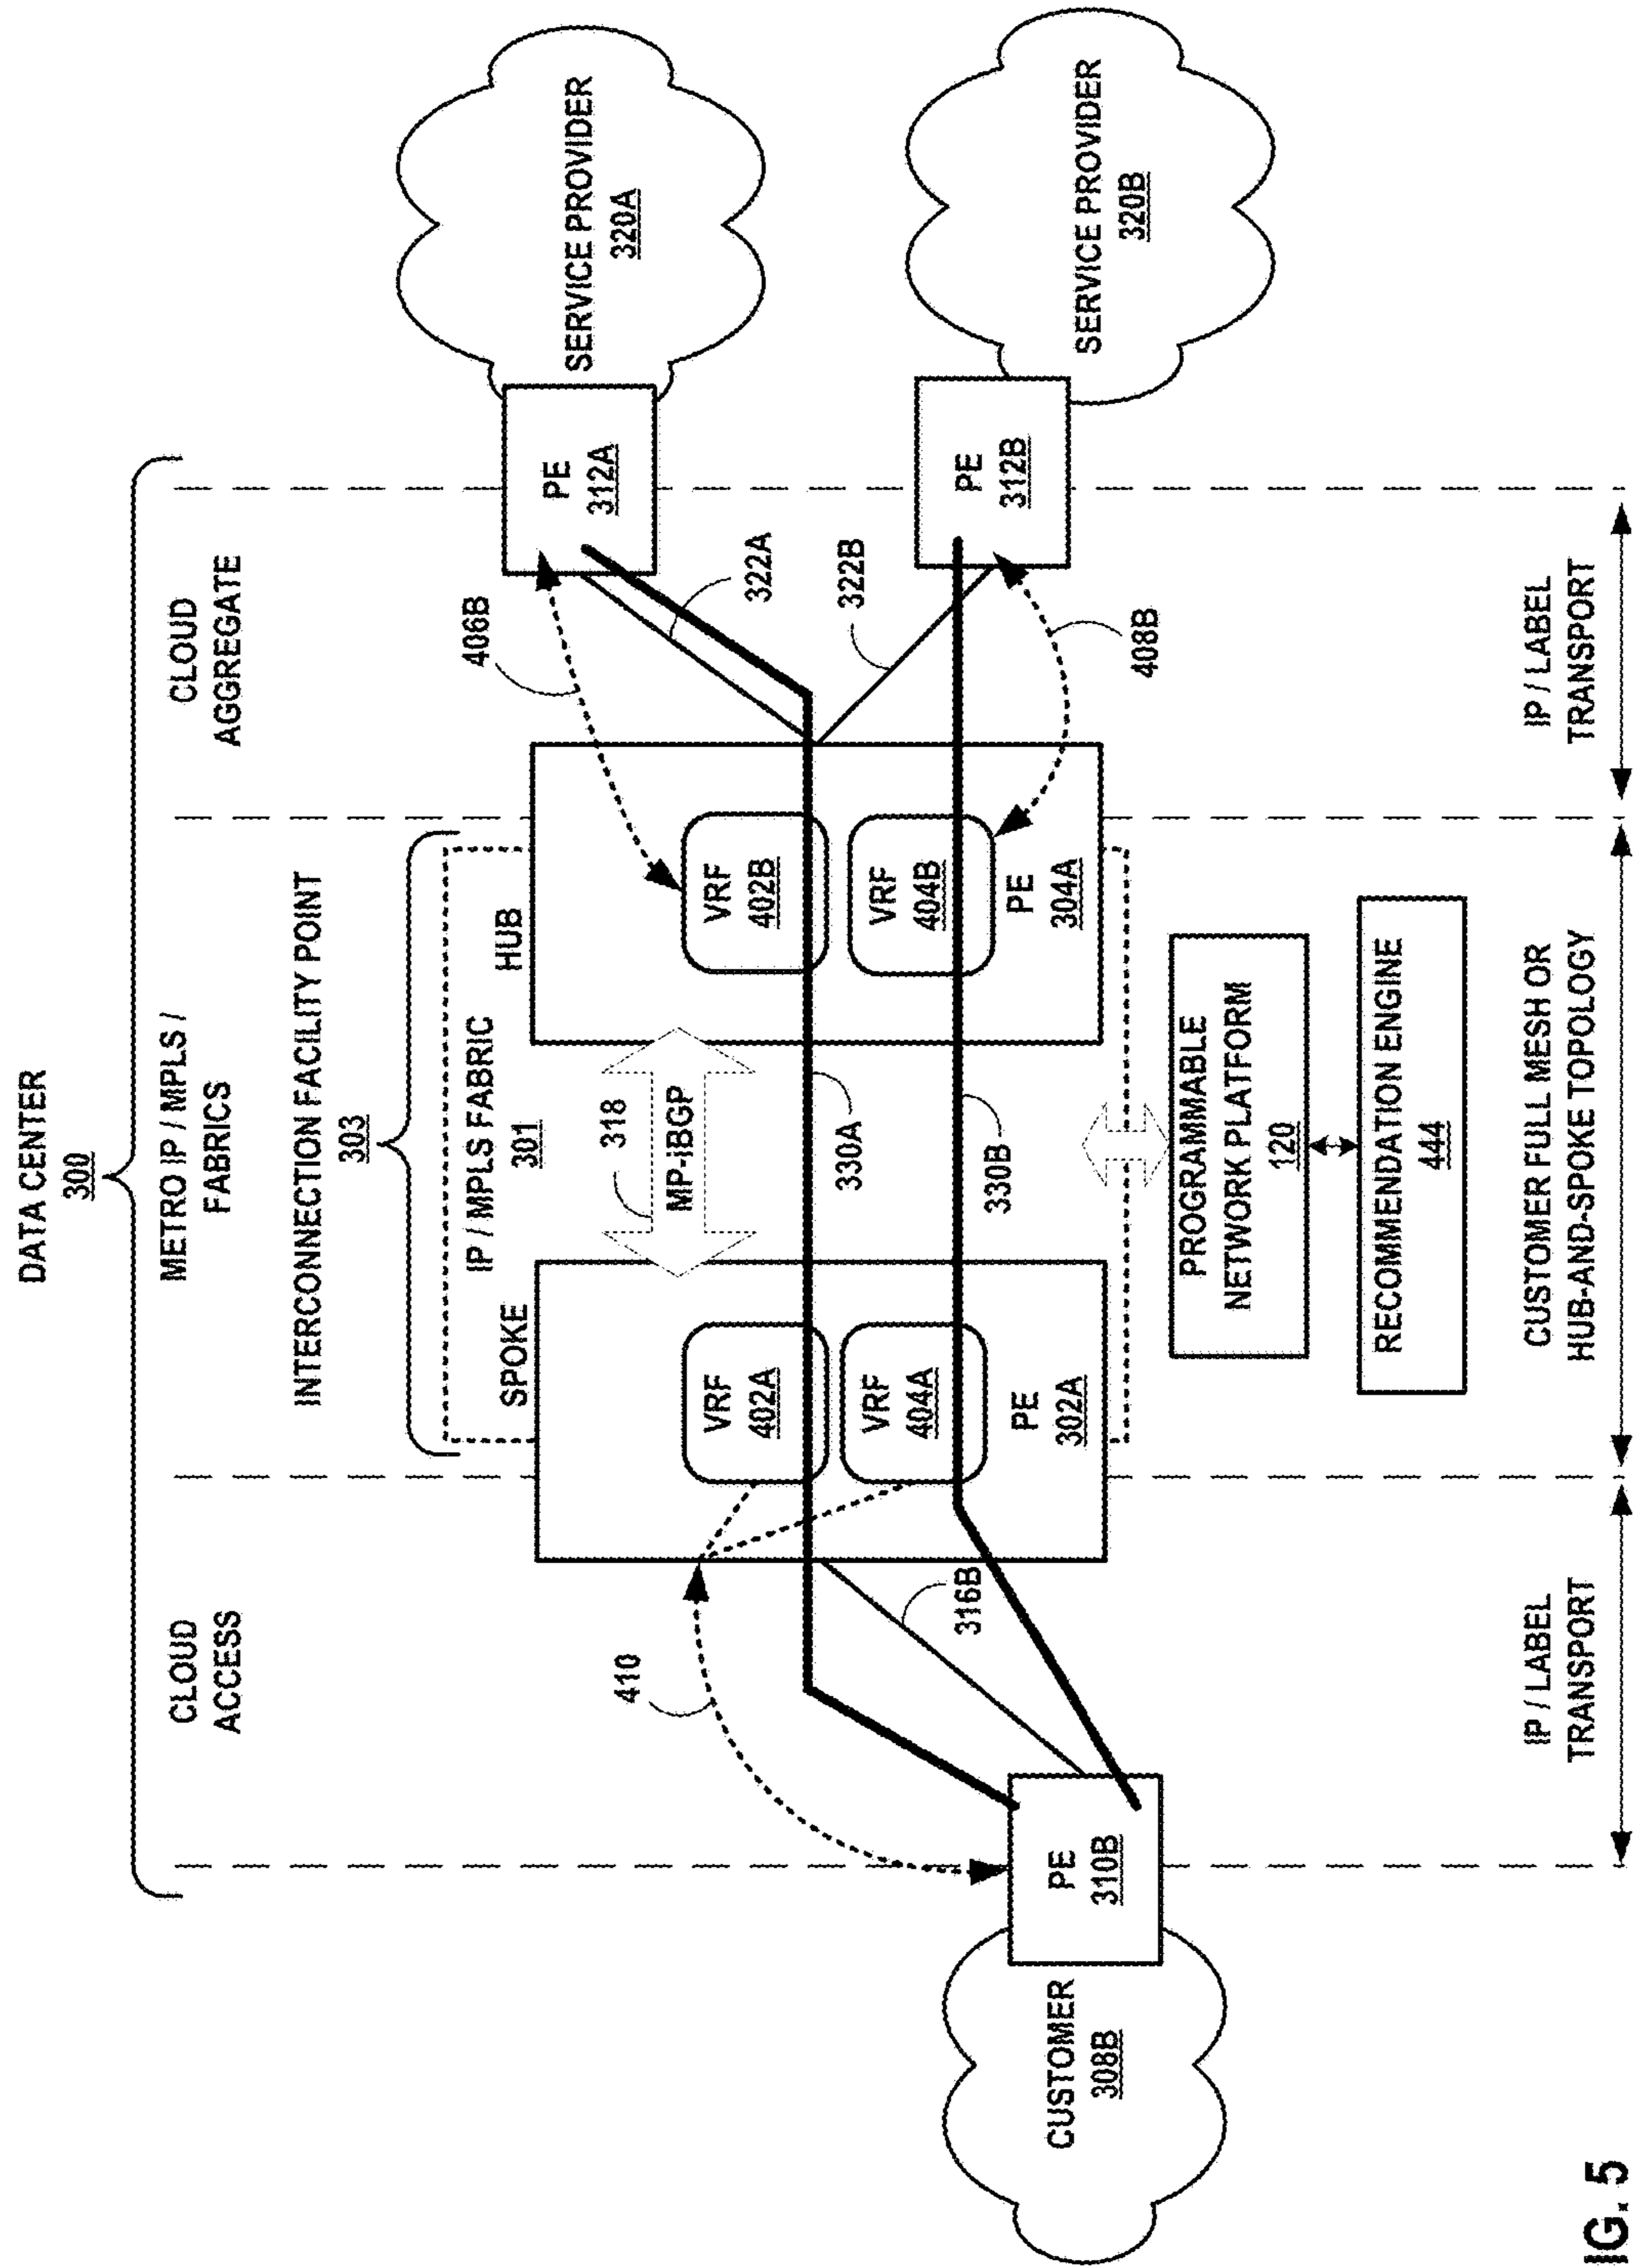 DATA CENTER
300
CLOUD
ACCESS
METRO IP / MPLS /
FABRICS
CLOUD
AGGREGATE
INTERCONNECTION FACILITY POINT
303
IP / MPLS FABRIC
301
SPOKE
HUB
318
MP-iBGP
410
406B
VRF
402A
VRF
402B
VRF
404A
VRF
404B
PE
302A
PE
304A
330A
330B
316B
322A
322B
408B
PE
312A
SERVICE PROVIDER
320A
PE
312B
SERVICE PROVIDER
320B
CUSTOMER
308B
PE
310B
PROGRAMMABLE
NETWORK PLATFORM
120
RECOMMENDATION ENGINE
444
IP / LABEL
TRANSPORT
CUSTOMER FULL MESH OR
HUB-AND-SPOKE TOPOLOGY
IP / LABEL
TRANSPORT
IG. 5